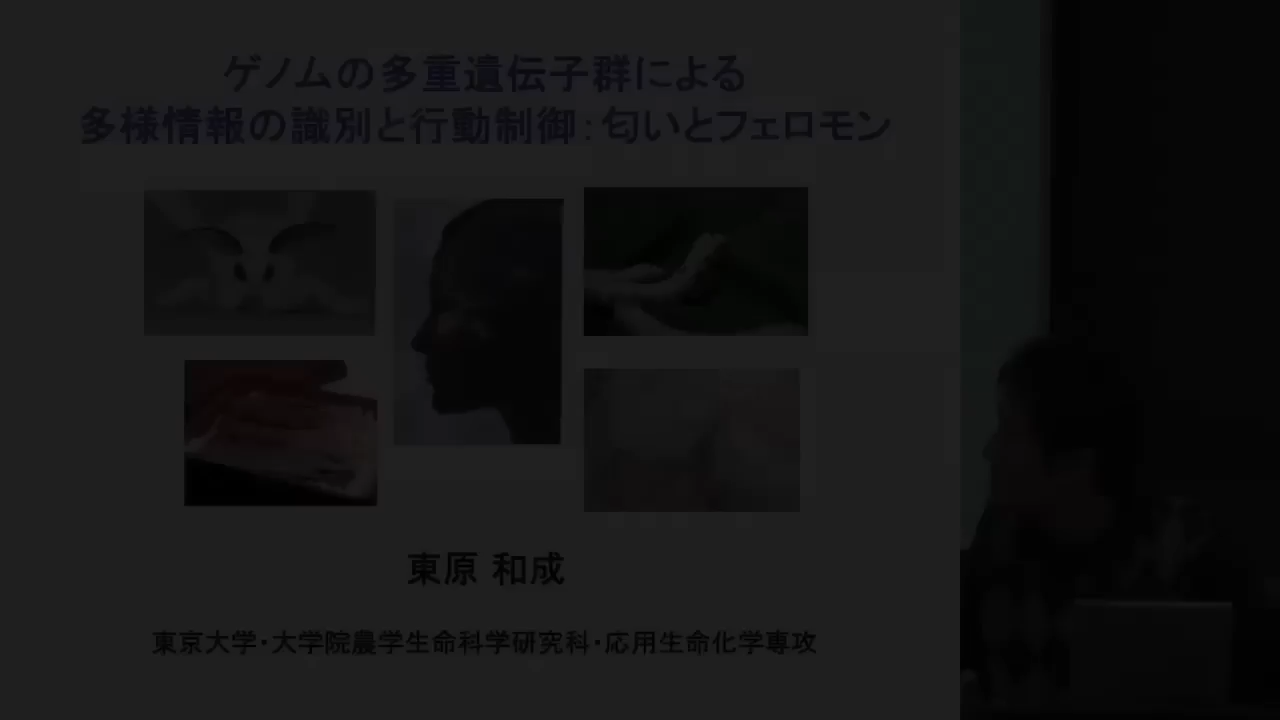 ゲノムの多重遺伝子群による
多様情報の識別と行動制御：匂いとフェロモン
東原 和成
東京大学・大学院農学生命科学研究科・応用生命化学専攻